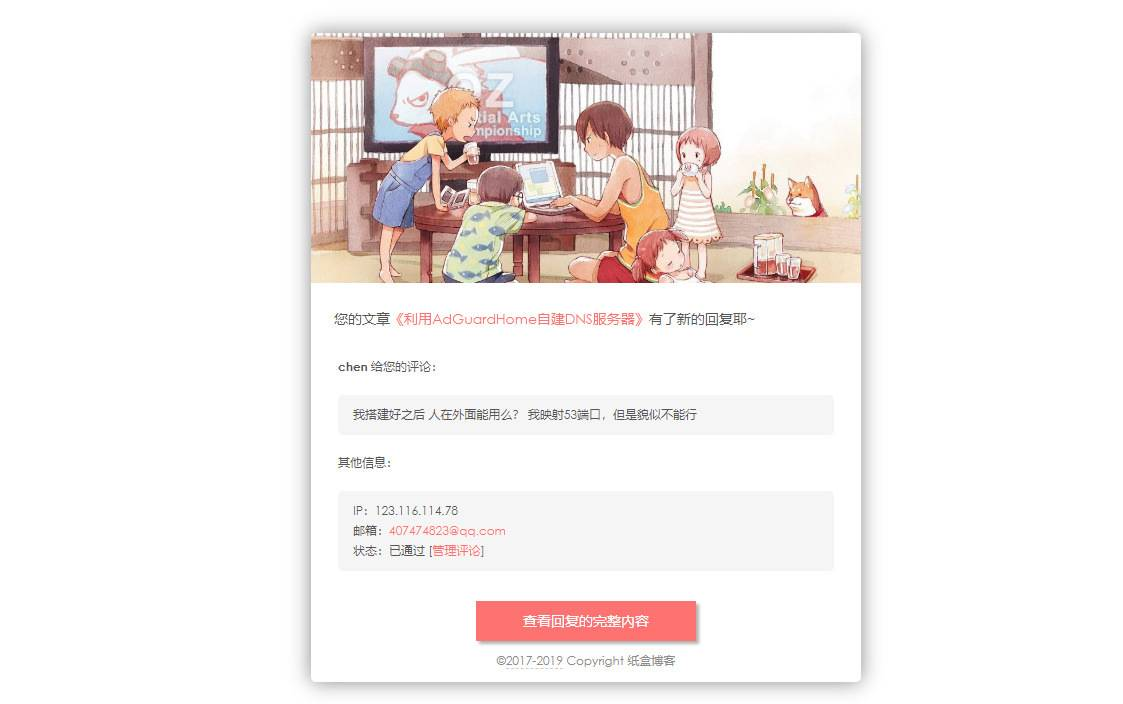 OZ
tial Arts
mpionship
您的文章《利用AdGuardHome自建DNS服务器》有了新的回复耶~
chen 给您的评论：
我搭建好之后 人在外面能用么？ 我映射53端口，但是貌似不能行
其他信息：
IP：123.116.114.78
邮箱：407474823@qq.com
状态：已通过 [管理评论]
查看回复的完整内容
©2017-2019 Copyright 纸盒博客